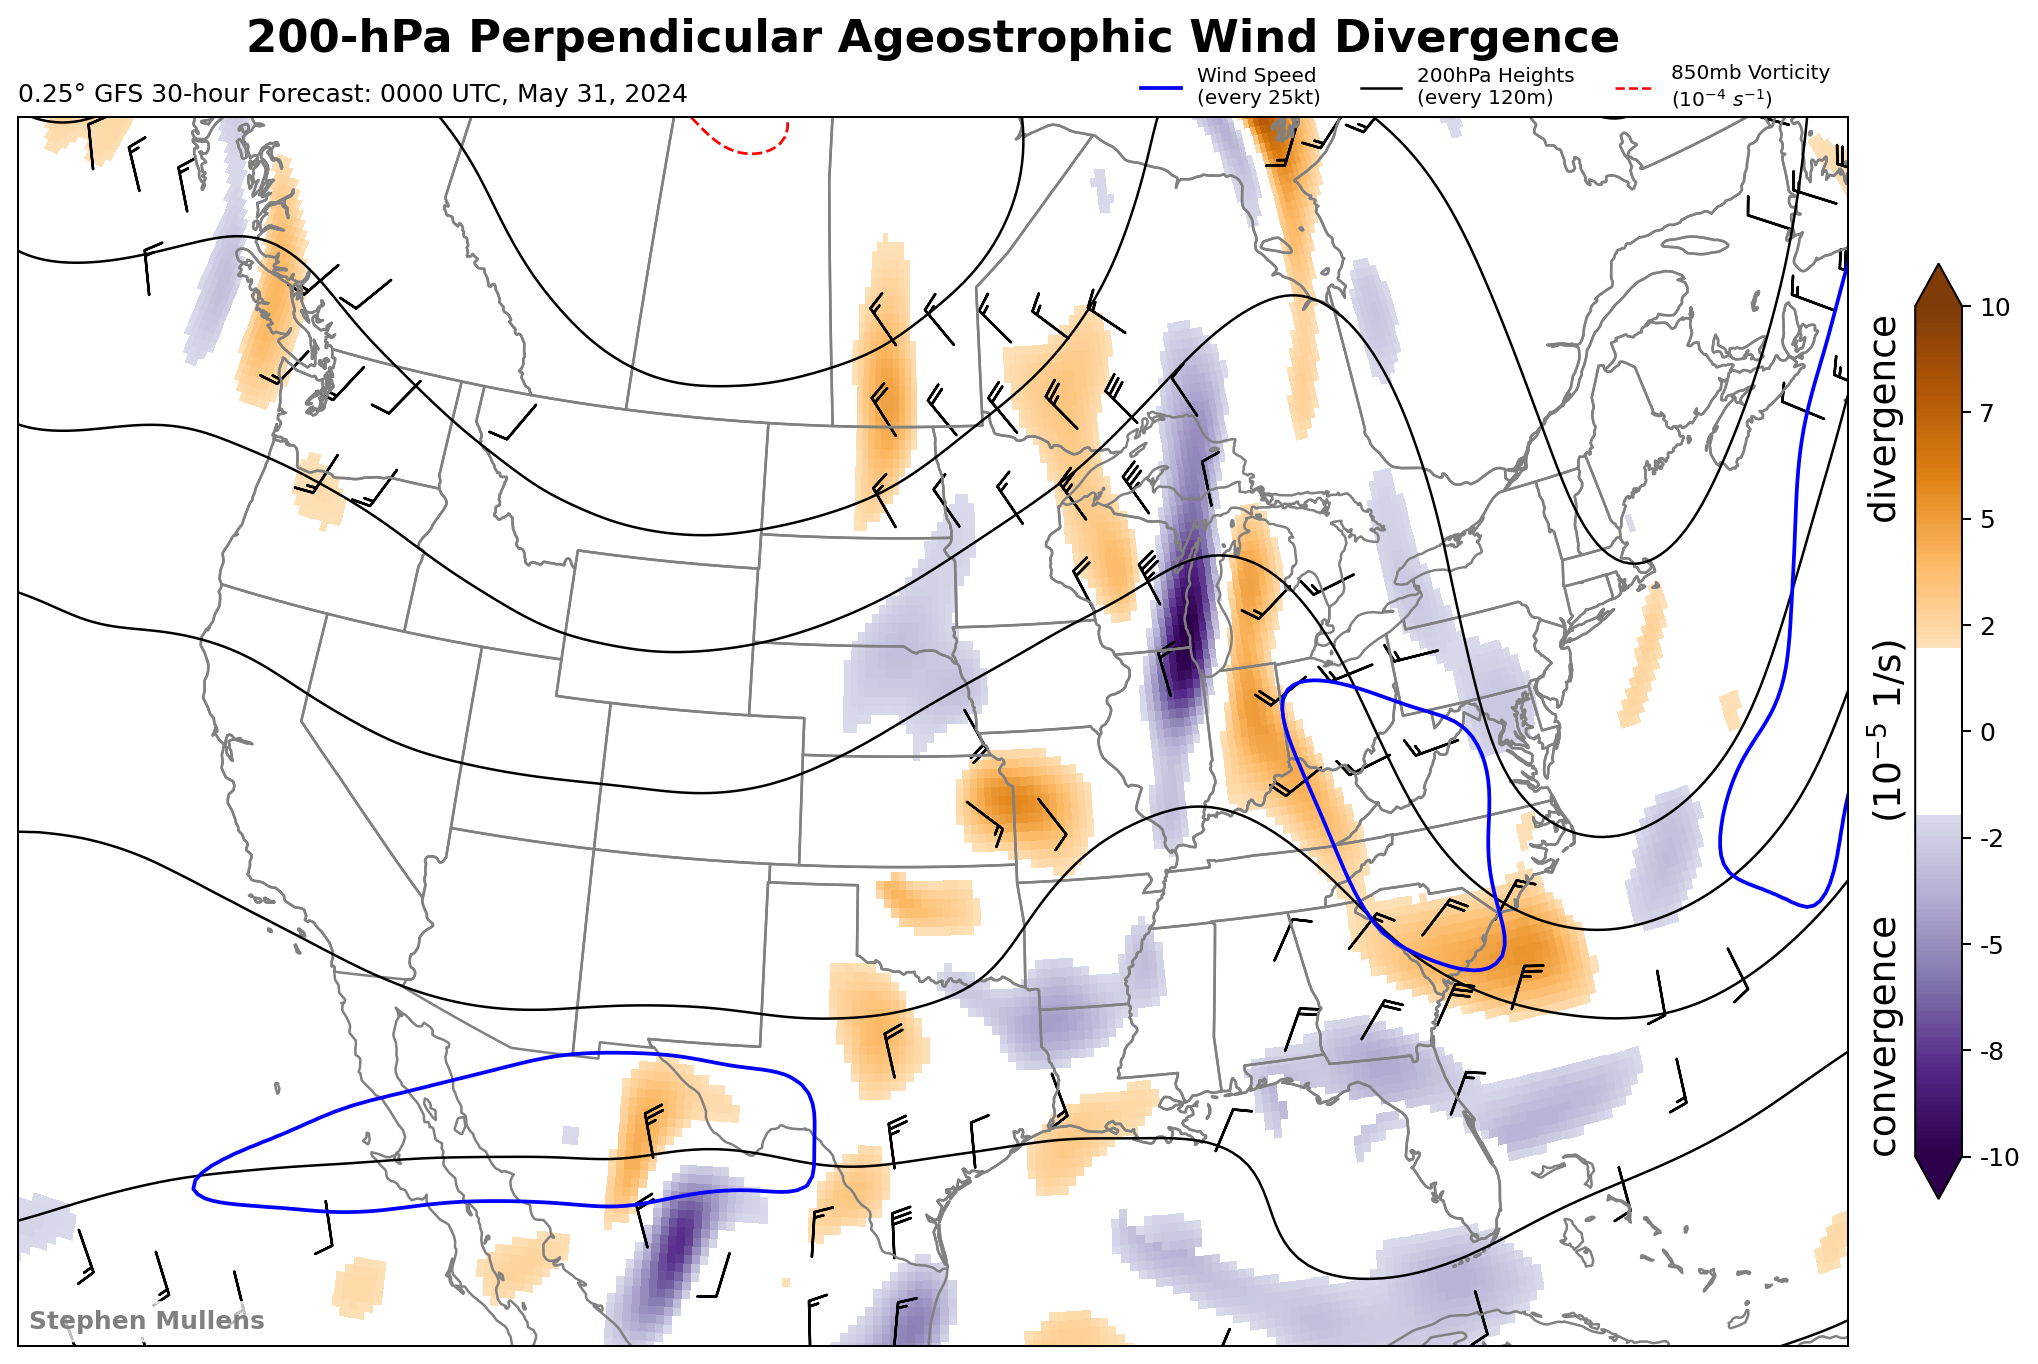 200-hPa Perpendicular Ageostrophic Wind Divergence
0.25° GFS 30-hour Forecast: 0000 UTC, May 31, 2024
Wind Speed
(every 25kt)
200hPa Heights
(every 120m)
850mb Vorticity
(10⁻⁴ s⁻¹)
10
7
5
2
0
-2
-5
-8
-10
convergence (10⁻⁵ 1/s) divergence
Stephen Mullens